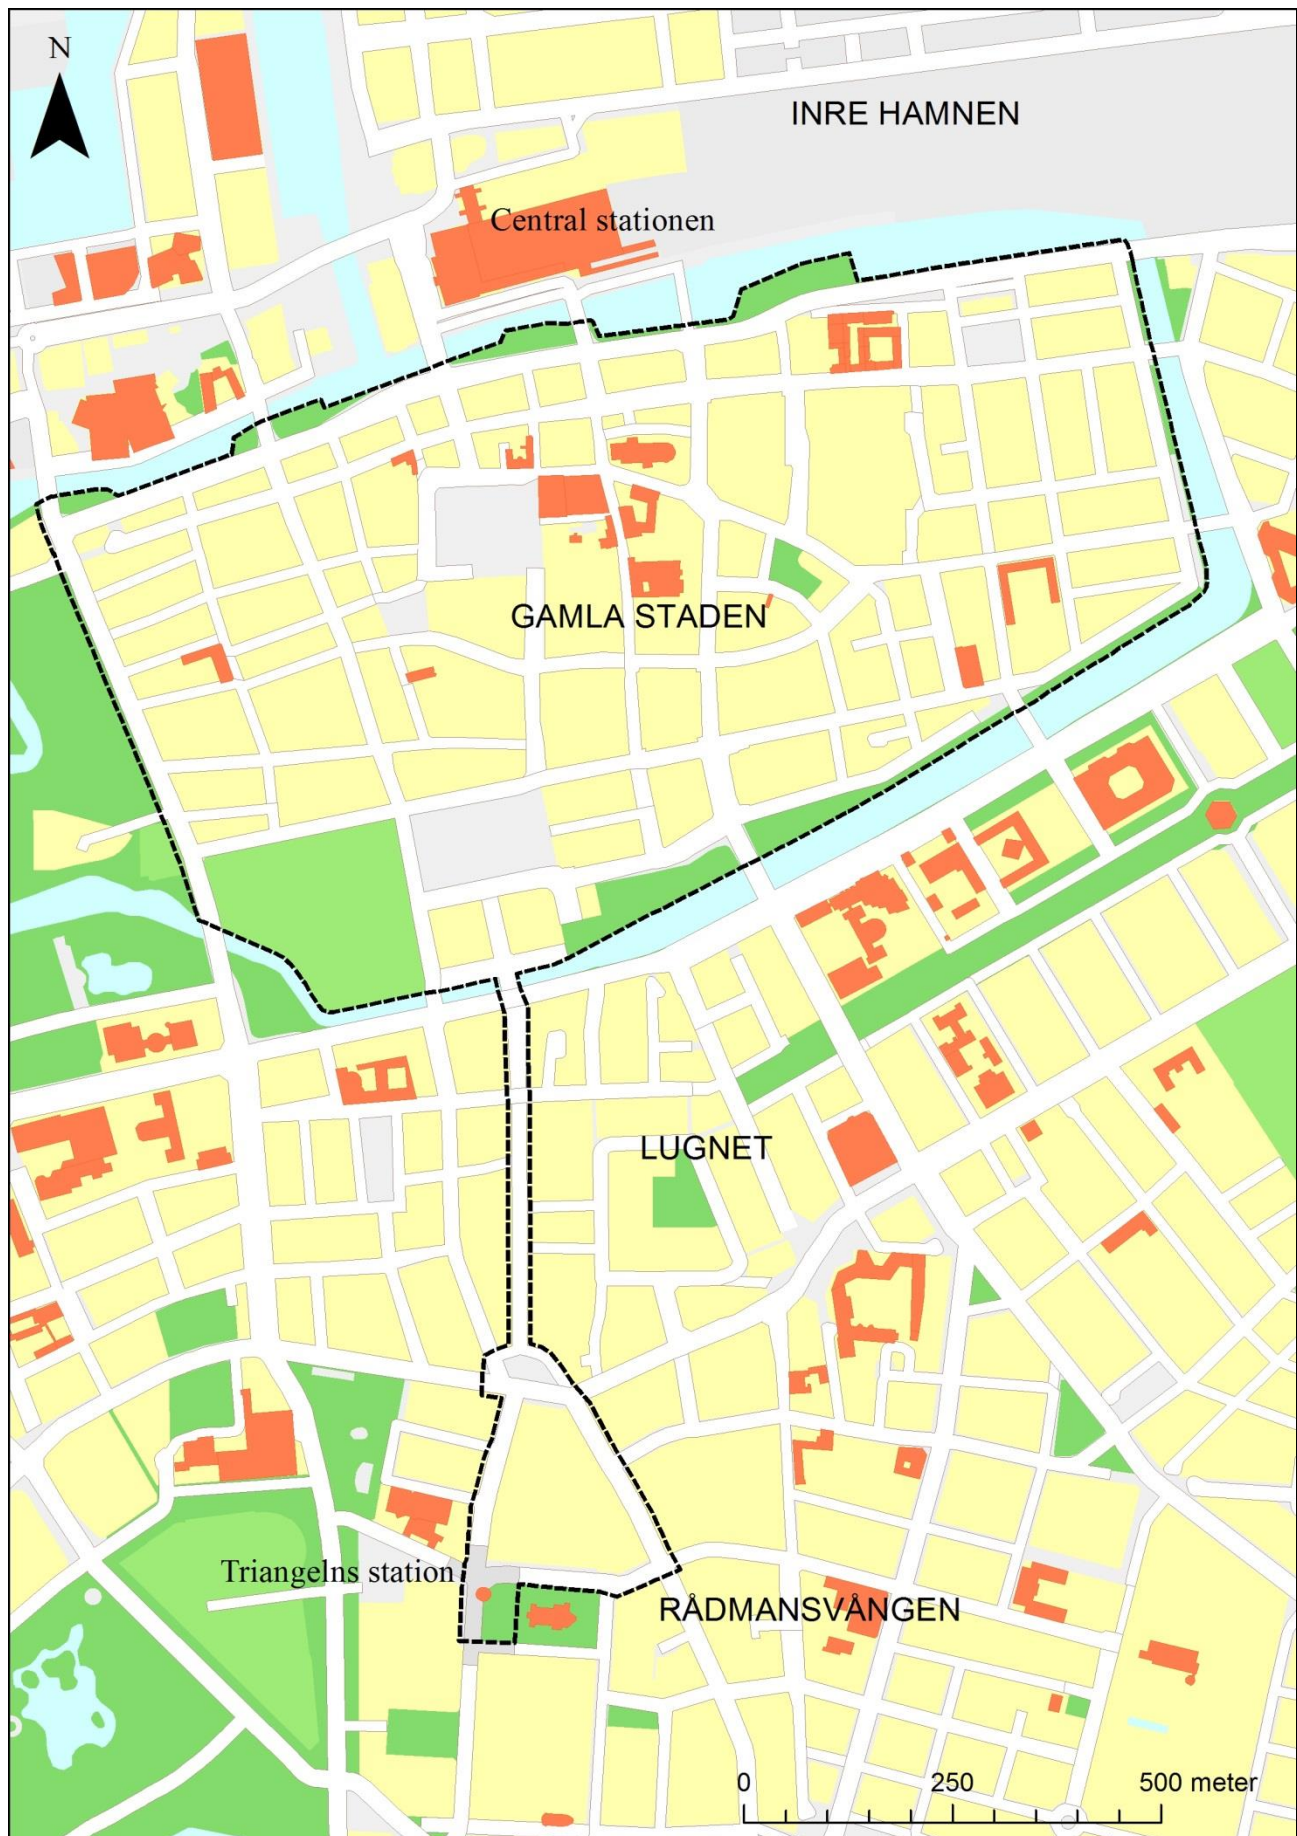 N
INRE HAMNEN
Central stationen
GAMLA STADEN
LUGNET
Triangelns station
RÅDMANSVÅNGEN
0 250 500 meter